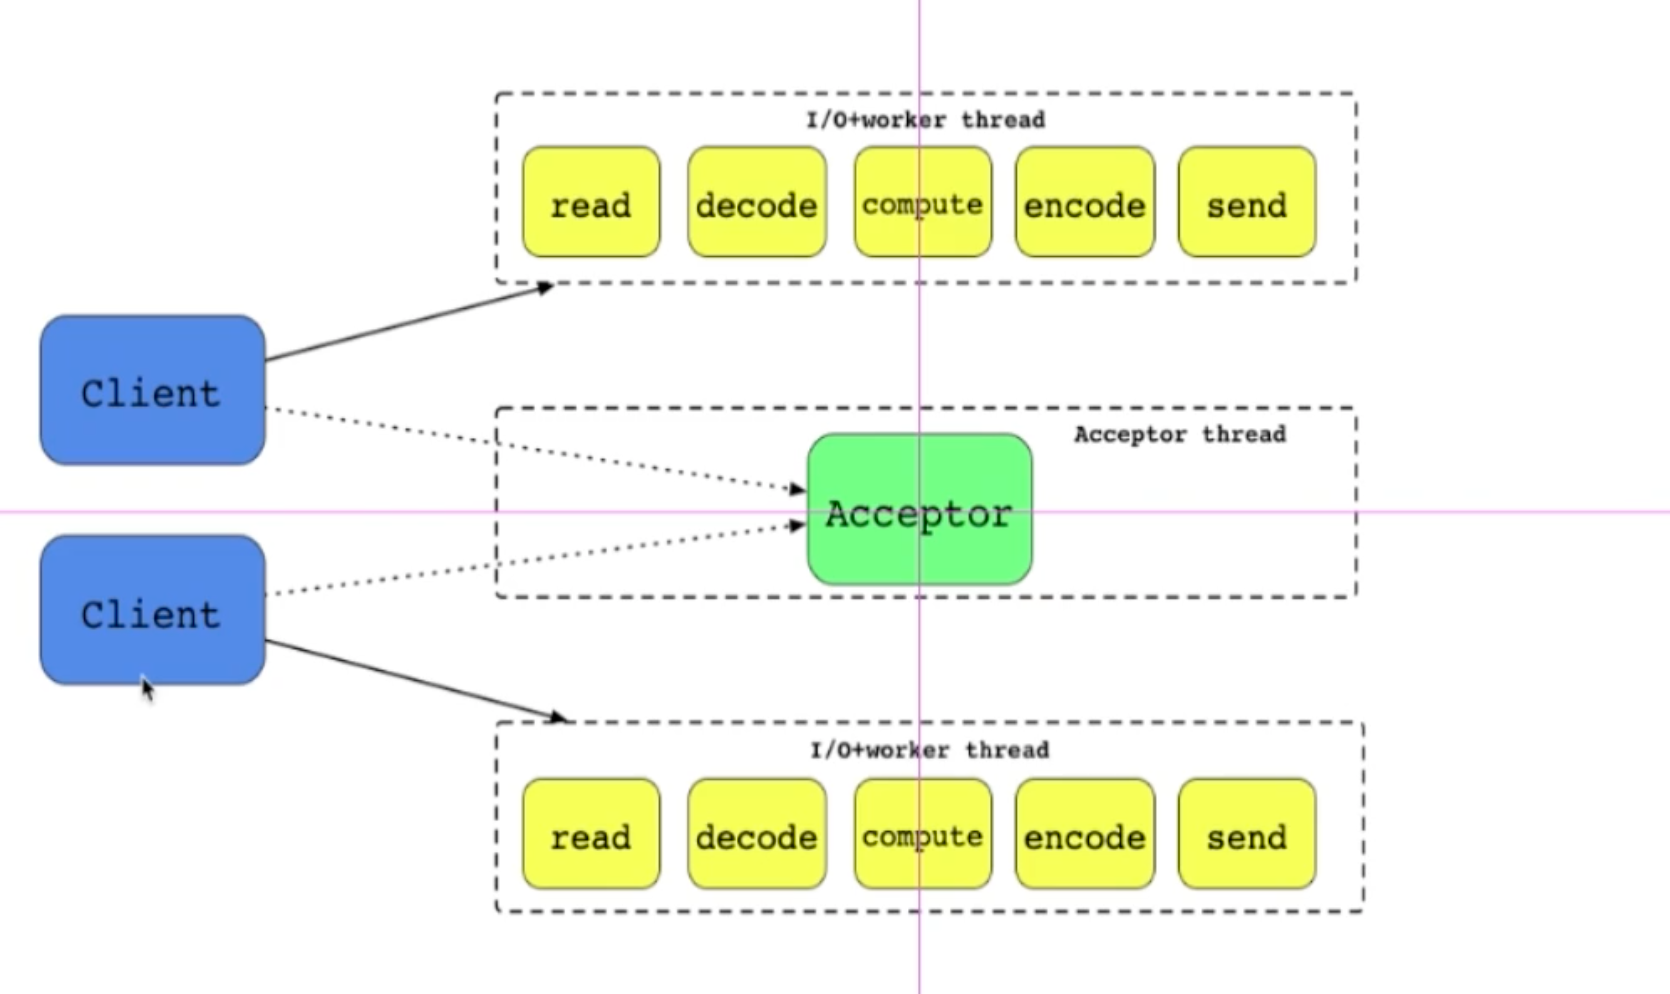 I/O+worker thread
read decode compute encode send
Client
Acceptor thread
Acceptor
Client
I/O+worker thread
read decode compute encode send